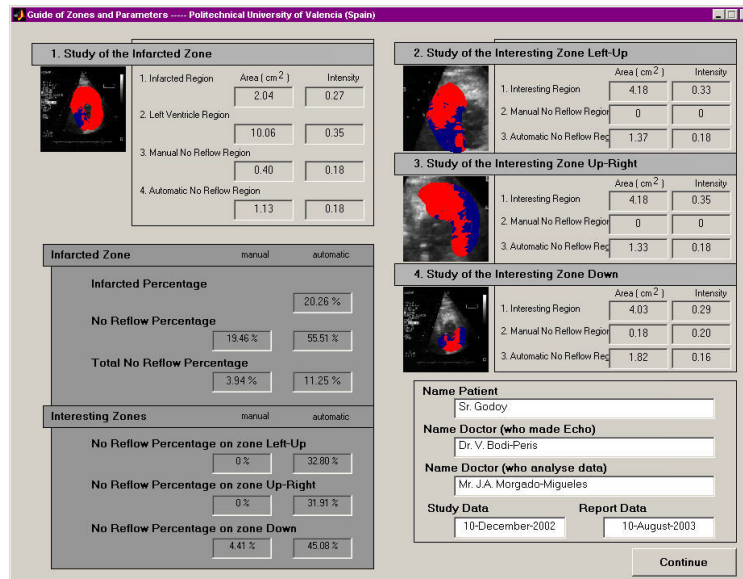 Guide of Zones and Parameters ----- Politechnical University of Valencia (Spain)
1. Study of the Infarcted Zone
1. Infarcted Region Area ( cm 2 ) Intensity
2.04 0.27
2. Left Ventricle Region
10.06 0.35
3. Manual No Reflow Region
0.40 0.18
4. Automatic No Reflow Region
1.13 0.18
Infarcted Zone manual automatic
Infarcted Percentage
20.26 %
No Reflow Percentage
19.46 % 55.51 %
Total No Reflow Percentage
3.94 % 11.25 %
Interesting Zones manual automatic
No Reflow Percentage on zone Left-Up
0 % 32.80 %
No Reflow Percentage on zone Up-Right
0 % 31.91 %
No Reflow Percentage on zone Down
4.41 % 45.08 %
2. Study of the Interesting Zone Left-Up
Area ( cm 2 ) Intensity
1. Interesting Region 4.18 0.33
2. Manual No Reflow Region 0 0
3. Automatic No Reflow Reg 1.37 0.18
3. Study of the Interesting Zone Up-Right
Area ( cm 2 ) Intensity
1. Interesting Region 4.18 0.35
2. Manual No Reflow Region 0 0
3. Automatic No Reflow Reg 1.33 0.18
4. Study of the Interesting Zone Down
Area ( cm 2 ) Intensity
1. Interesting Region 4.03 0.29
2. Manual No Reflow Region 0.18 0.20
3. Automatic No Reflow Reg 1.82 0.16
Name Patient
Sr. Godoy
Name Doctor (who made Echo)
Dr. V. Bodi-Peris
Name Doctor (who analyse data)
Mr. J.A. Morgado-Migueles
Study Data Report Data
10-December-2002 10-August-2003
Continue